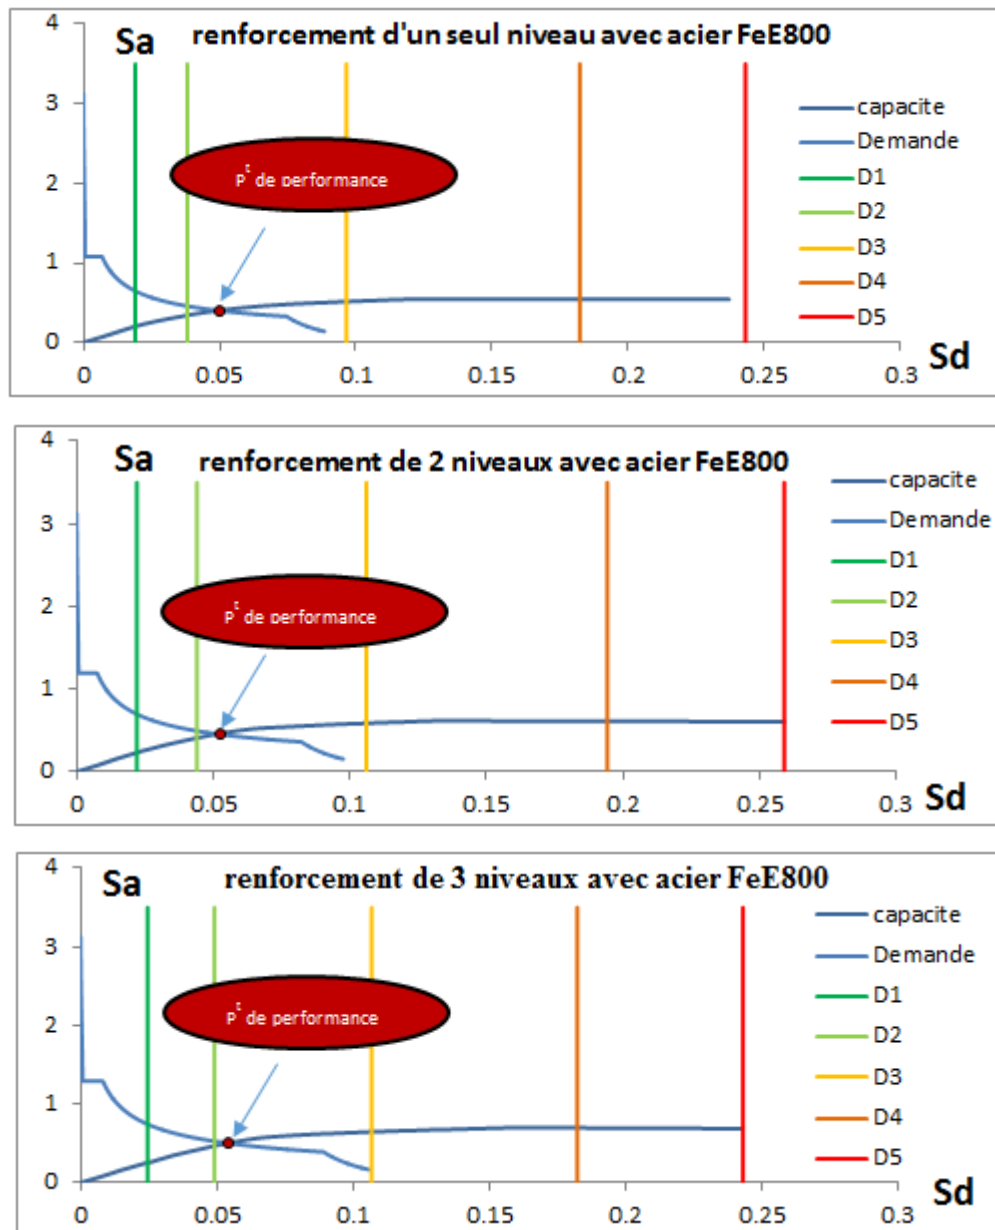 renforcement d'un seul niveau avec acier FeE800
Sa
4
3
2
1
0
0
0.05
0.1
0.15
0.2
0.25
0.3
Sd
Pᵗ de performance
capacite
Demande
D1
D2
D3
D4
D5
renforcement de 2 niveaux avec acier FeE800
Sa
4
3
2
1
0
0
0.05
0.1
0.15
0.2
0.25
0.3
Sd
Pᵗ de performance
capacite
Demande
D1
D2
D3
D4
D5
renforcement de 3 niveaux avec acier FeE800
Sa
4
3
2
1
0
0
0.05
0.1
0.15
0.2
0.25
0.3
Sd
Pᵗ de performance
capacite
Demande
D1
D2
D3
D4
D5